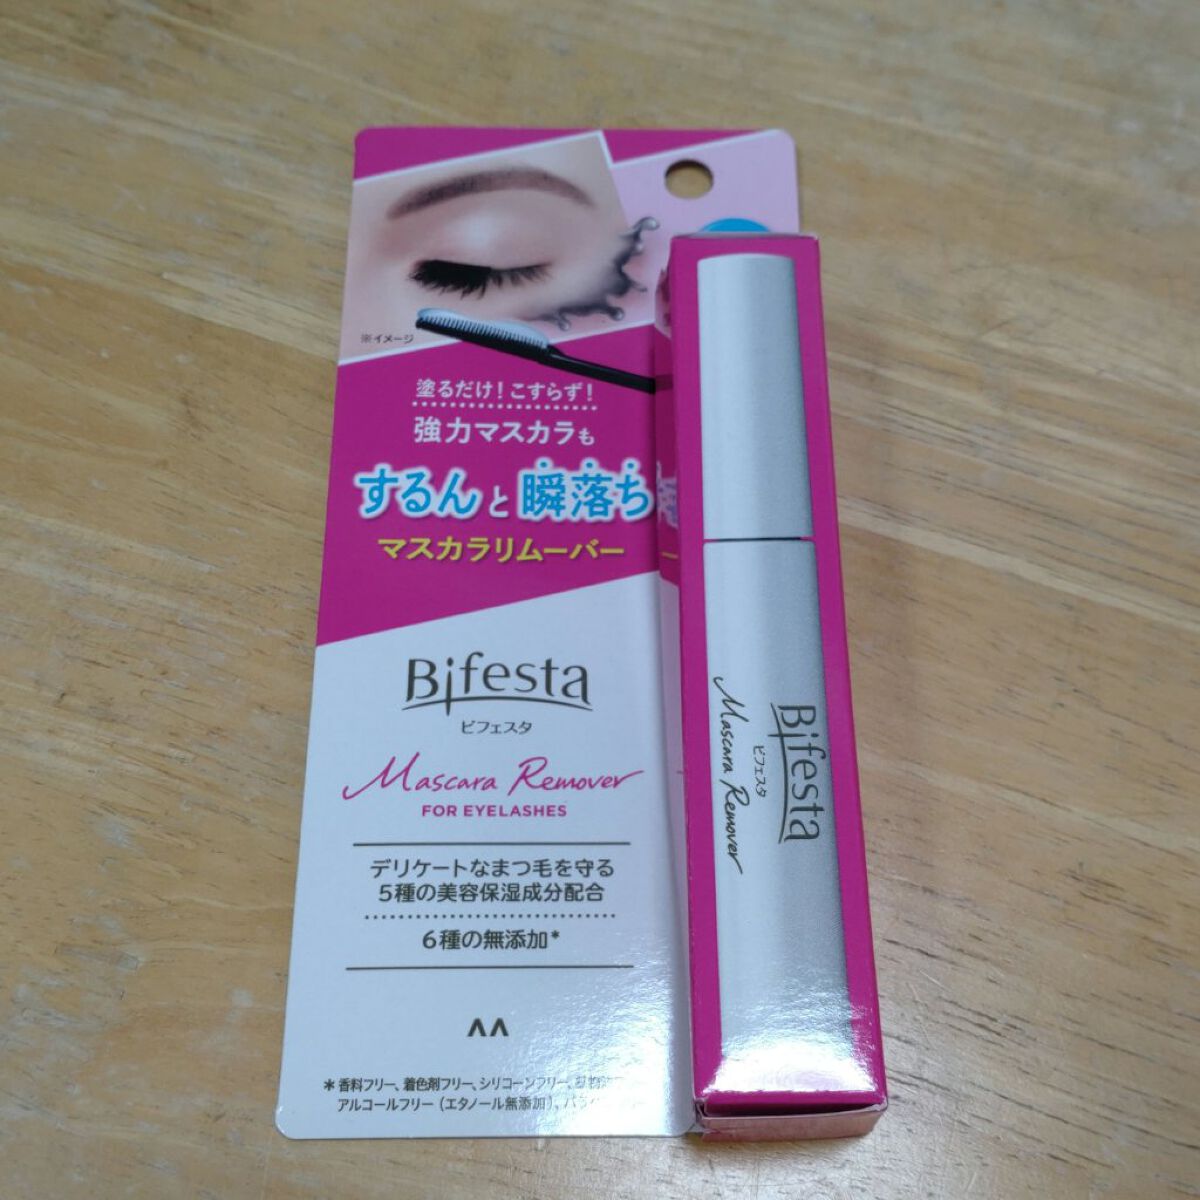 ※イメージ
塗るだけ！こすらず！
強力マスカラも
するんと瞬落ち
マスカラリムーバー
Bifesta
ビフェスタ
Mascara Remover
FOR EYELASHES
デリケートなまつ毛を守る
5種の美容保湿成分配合
6種の無添加*
*香料フリー、着色剤フリー、シリコーンフリー、
アルコールフリー（エタノール無添加）、
Bifesta
ビフェスタ
Mascara Remover